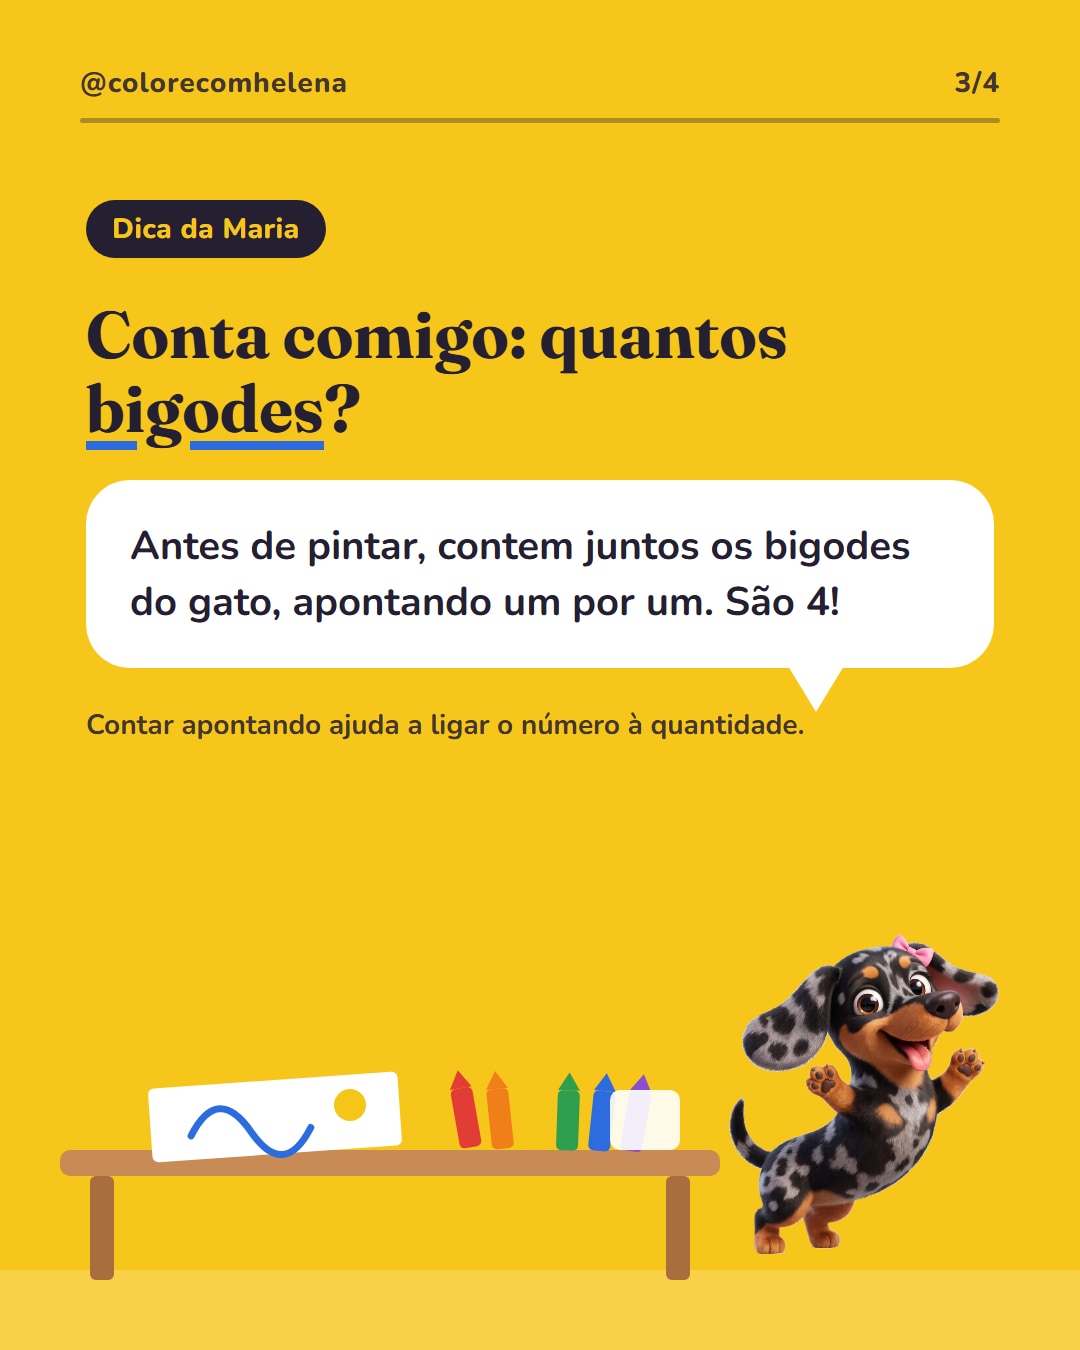 @colorecomhelena
3/4
Dica da Maria
Conta comigo: quantos
bigodes?
Antes de pintar, contem juntos os bigodes
do gato, apontando um por um. São 4!
Contar apontando ajuda a ligar o número à quantidade.